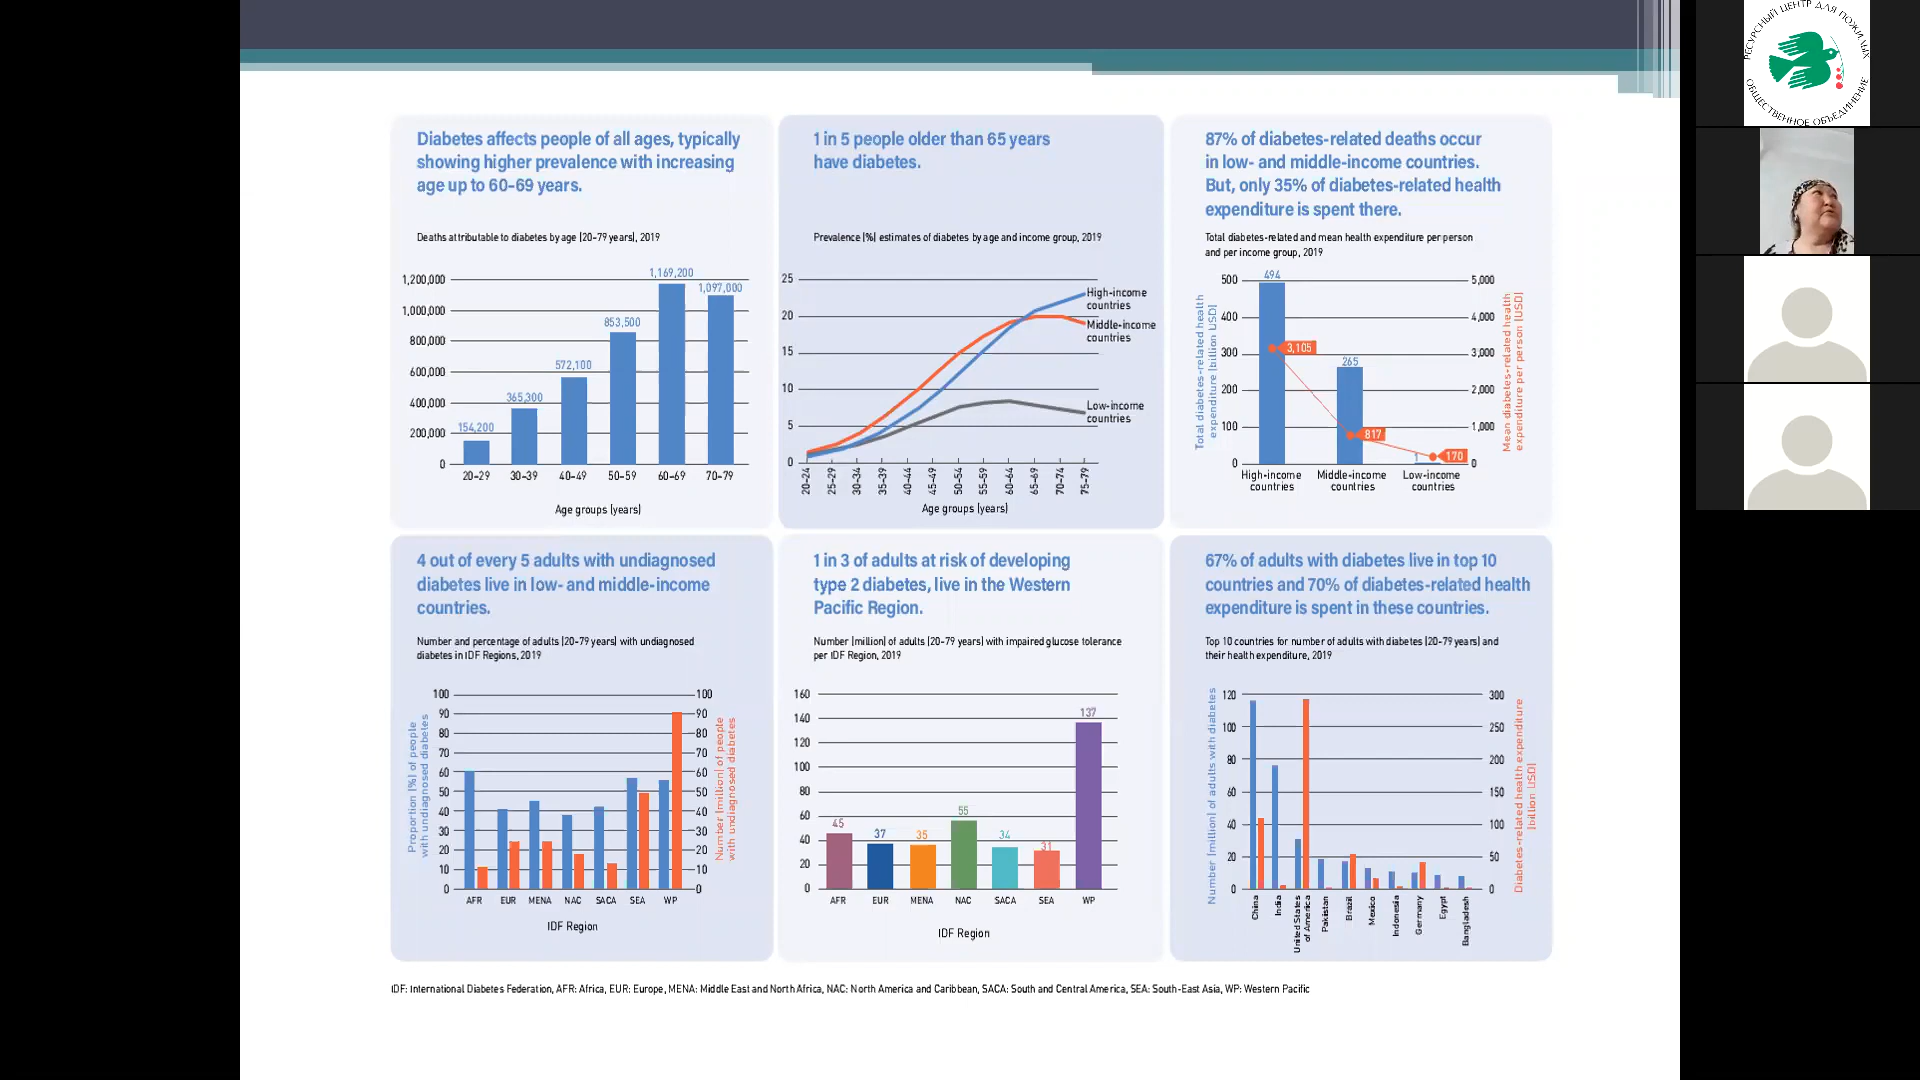 Diabetes affects people of all ages, typically
showing higher prevalence with increasing
age up to 60-69 years.
Deaths attributable to diabetes by age (20-79 years), 2019
1,200,000
1,000,000
800,000
600,000
400,000
200,000
0
154,200
365,300
572,100
853,500
1,169,200
1,097,000
20-29 30-39 40-49 50-59 60-69 70-79
Age groups (years)
1 in 5 people older than 65 years
have diabetes.
Prevalence (%) estimates of diabetes by age and income group, 2019
25
20
15
10
5
0
High-income
countries
Middle-income
countries
Low-income
countries
20-24 25-29 30-34 35-39 40-44 45-49 50-54 55-59 60-64 65-69 70-74 75-79
Age groups (years)
87% of diabetes-related deaths occur
in low- and middle-income countries.
But, only 35% of diabetes-related health
expenditure is spent there.
Total diabetes-related and mean health expenditure per person
and per income group, 2019
Total diabetes-related health
expenditure (billion USD)
500
400
300
200
100
0
494
265
1
3,105
817
170
5,000
4,000
3,000
2,000
1,000
0
Mean diabetes-related health
expenditure per person (USD)
High-income
countries
Middle-income
countries
Low-income
countries
4 out of every 5 adults with undiagnosed
diabetes live in low- and middle-income
countries.
Number and percentage of adults (20-79 years) with undiagnosed
diabetes in IDF Regions, 2019
Proportion (%) of people
with undiagnosed diabetes
100
90
80
70
60
50
40
30
20
10
0
100
90
80
70
60
50
40
30
20
10
0
Number (million) of people
with undiagnosed diabetes
AFR EUR MENA NAC SACA SEA WP
IDF Region
1 in 3 of adults at risk of developing
type 2 diabetes, live in the Western
Pacific Region.
Number (million) of adults (20-79 years) with impaired glucose tolerance
per IDF Region, 2019
160
140
120
100
80
60
40
20
0
45
37
35
55
34
31
137
AFR EUR MENA NAC SACA SEA WP
IDF Region
67% of adults with diabetes live in top 10
countries and 70% of diabetes-related health
expenditure is spent in these countries.
Top 10 countries for number of adults with diabetes (20-79 years) and
their health expenditure, 2019
Number (million) of adults with diabetes
120
100
80
60
40
20
0
300
250
200
150
100
50
0
Diabetes-related health expenditure
(billion USD)
China
India
United States
of America
Pakistan
Brazil
Mexico
Indonesia
Germany
Egypt
Bangladesh
IDF: International Diabetes Federation, AFR: Africa, EUR: Europe, MENA: Middle East and North Africa, NAC: North America and Caribbean, SACA: South and Central America, SEA: South-East Asia, WP: Western Pacific
РЕСУРСНЫЙ ЦЕНТР ДЛЯ ПОЖИЛЫХ
ОБЩЕСТВЕННОЕ ОБЪЕДИНЕНИЕ